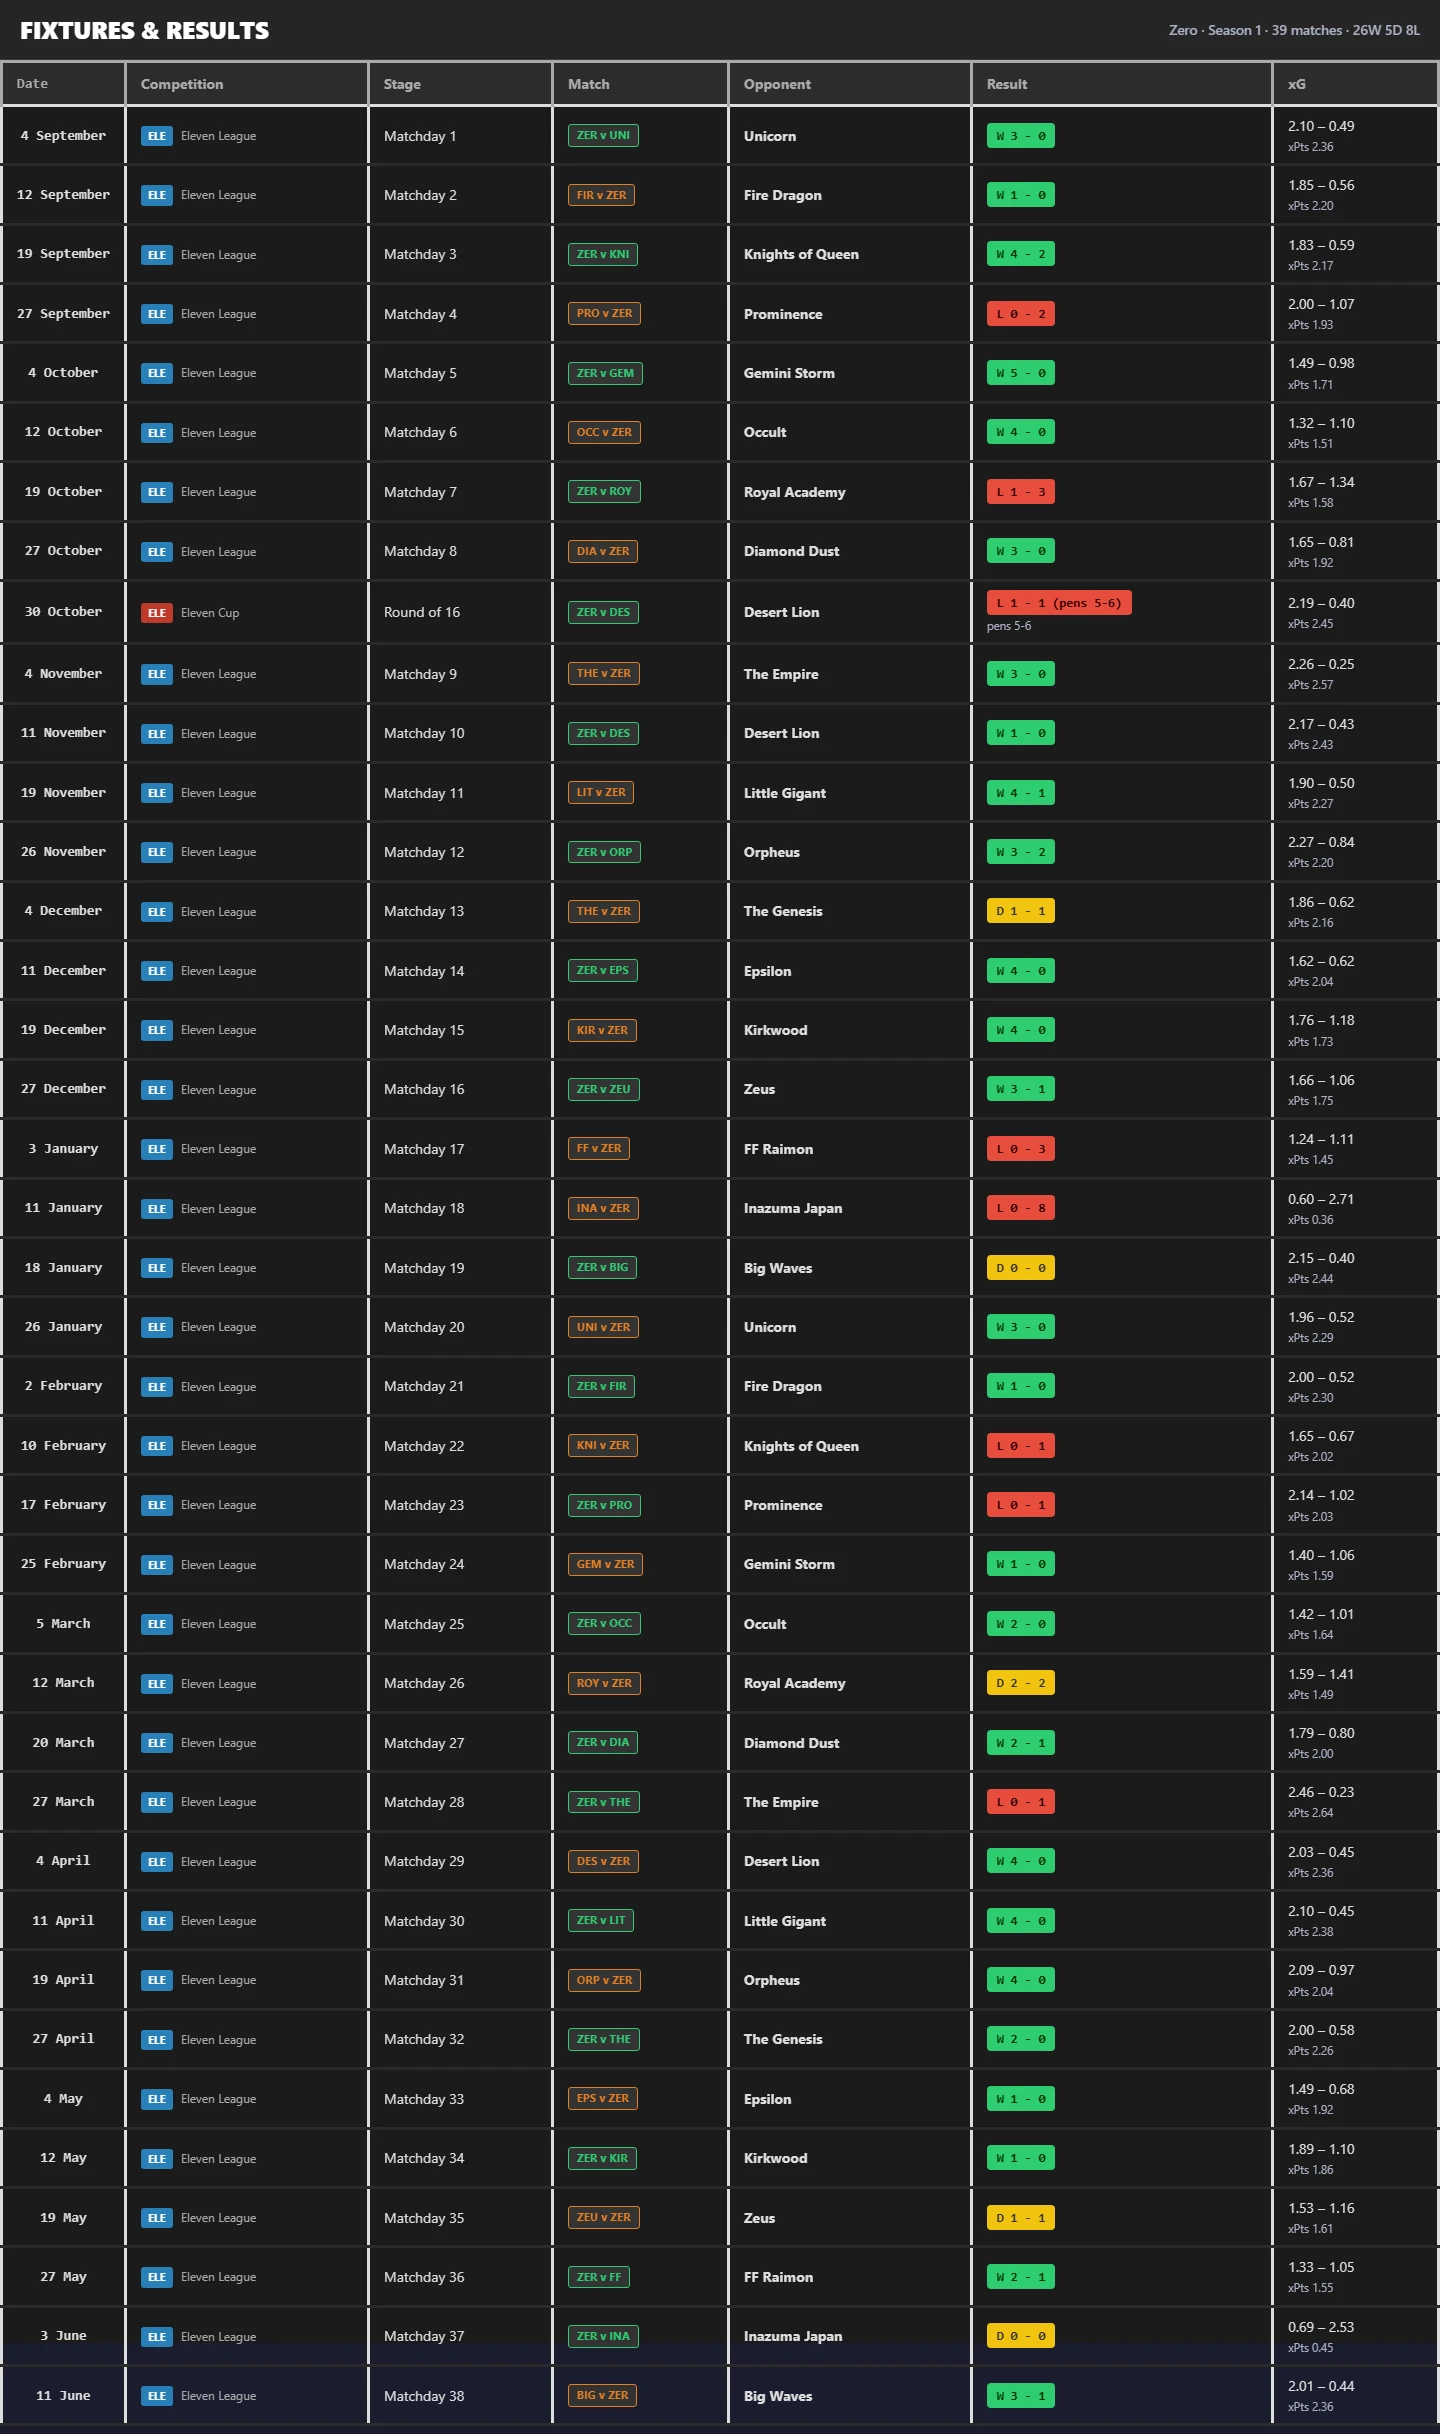 FIXTURES & RESULTS
Zero · Season 1 · 39 matches · 26W 5D 8L
Date Competition Stage Match Opponent Result xG
4 September ELE Eleven League Matchday 1 ZER v UNI Unicorn W 3 - 0 2.10 – 0.49
xPts 2.36
12 September ELE Eleven League Matchday 2 FIR v ZER Fire Dragon W 1 - 0 1.85 – 0.56
xPts 2.20
19 September ELE Eleven League Matchday 3 ZER v KNI Knights of Queen W 4 - 2 1.83 – 0.59
xPts 2.17
27 September ELE Eleven League Matchday 4 PRO v ZER Prominence L 0 - 2 2.00 – 1.07
xPts 1.93
4 October ELE Eleven League Matchday 5 ZER v GEM Gemini Storm W 5 - 0 1.49 – 0.98
xPts 1.71
12 October ELE Eleven League Matchday 6 OCC v ZER Occult W 4 - 0 1.32 – 1.10
xPts 1.51
19 October ELE Eleven League Matchday 7 ZER v ROY Royal Academy L 1 - 3 1.67 – 1.34
xPts 1.58
27 October ELE Eleven League Matchday 8 DIA v ZER Diamond Dust W 3 - 0 1.65 – 0.81
xPts 1.92
30 October ELE Eleven Cup Round of 16 ZER v DES Desert Lion L 1 - 1 (pens 5-6) 2.19 – 0.40
pens 5-6 xPts 2.45
4 November ELE Eleven League Matchday 9 THE v ZER The Empire W 3 - 0 2.26 – 0.25
xPts 2.57
11 November ELE Eleven League Matchday 10 ZER v DES Desert Lion W 1 - 0 2.17 – 0.43
xPts 2.43
19 November ELE Eleven League Matchday 11 LIT v ZER Little Gigant W 4 - 1 1.90 – 0.50
xPts 2.27
26 November ELE Eleven League Matchday 12 ZER v ORP Orpheus W 3 - 2 2.27 – 0.84
xPts 2.20
4 December ELE Eleven League Matchday 13 THE v ZER The Genesis D 1 - 1 1.86 – 0.62
xPts 2.16
11 December ELE Eleven League Matchday 14 ZER v EPS Epsilon W 4 - 0 1.62 – 0.62
xPts 2.04
19 December ELE Eleven League Matchday 15 KIR v ZER Kirkwood W 4 - 0 1.76 – 1.18
xPts 1.73
27 December ELE Eleven League Matchday 16 ZER v ZEU Zeus W 3 - 1 1.66 – 1.06
xPts 1.75
3 January ELE Eleven League Matchday 17 FF v ZER FF Raimon L 0 - 3 1.24 – 1.11
xPts 1.45
11 January ELE Eleven League Matchday 18 INA v ZER Inazuma Japan L 0 - 8 0.60 – 2.71
xPts 0.36
18 January ELE Eleven League Matchday 19 ZER v BIG Big Waves D 0 - 0 2.15 – 0.40
xPts 2.44
26 January ELE Eleven League Matchday 20 UNI v ZER Unicorn W 3 - 0 1.96 – 0.52
xPts 2.29
2 February ELE Eleven League Matchday 21 ZER v FIR Fire Dragon W 1 - 0 2.00 – 0.52
xPts 2.30
10 February ELE Eleven League Matchday 22 KNI v ZER Knights of Queen L 0 - 1 1.65 – 0.67
xPts 2.02
17 February ELE Eleven League Matchday 23 ZER v PRO Prominence L 0 - 1 2.14 – 1.02
xPts 2.03
25 February ELE Eleven League Matchday 24 GEM v ZER Gemini Storm W 1 - 0 1.40 – 1.06
xPts 1.59
5 March ELE Eleven League Matchday 25 ZER v OCC Occult W 2 - 0 1.42 – 1.01
xPts 1.64
12 March ELE Eleven League Matchday 26 ROY v ZER Royal Academy D 2 - 2 1.59 – 1.41
xPts 1.49
20 March ELE Eleven League Matchday 27 ZER v DIA Diamond Dust W 2 - 1 1.79 – 0.80
xPts 2.00
27 March ELE Eleven League Matchday 28 ZER v THE The Empire L 0 - 1 2.46 – 0.23
xPts 2.64
4 April ELE Eleven League Matchday 29 DES v ZER Desert Lion W 4 - 0 2.03 – 0.45
xPts 2.36
11 April ELE Eleven League Matchday 30 ZER v LIT Little Gigant W 4 - 0 2.10 – 0.45
xPts 2.38
19 April ELE Eleven League Matchday 31 ORP v ZER Orpheus W 4 - 0 2.09 – 0.97
xPts 2.04
27 April ELE Eleven League Matchday 32 ZER v THE The Genesis W 2 - 0 2.00 – 0.58
xPts 2.26
4 May ELE Eleven League Matchday 33 EPS v ZER Epsilon W 1 - 0 1.49 – 0.68
xPts 1.92
12 May ELE Eleven League Matchday 34 ZER v KIR Kirkwood W 1 - 0 1.89 – 1.10
xPts 1.86
19 May ELE Eleven League Matchday 35 ZEU v ZER Zeus D 1 - 1 1.53 – 1.16
xPts 1.61
27 May ELE Eleven League Matchday 36 ZER v FF FF Raimon W 2 - 1 1.33 – 1.05
xPts 1.55
3 June ELE Eleven League Matchday 37 ZER v INA Inazuma Japan D 0 - 0 0.69 – 2.53
xPts 0.45
11 June ELE Eleven League Matchday 38 BIG v ZER Big Waves W 3 - 1 2.01 – 0.44
xPts 2.36